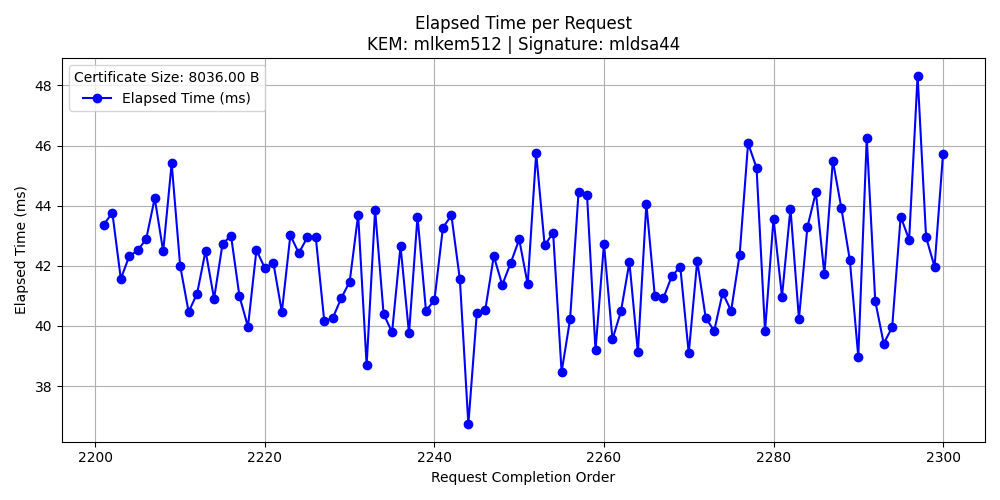 Elapsed Time per Request
KEM: mlkem512 | Signature: mldsa44
Certificate Size: 8036.00 B
Elapsed Time (ms)
Elapsed Time (ms)
48
46
44
42
40
38
2200 2220 2240 2260 2280 2300
Request Completion Order